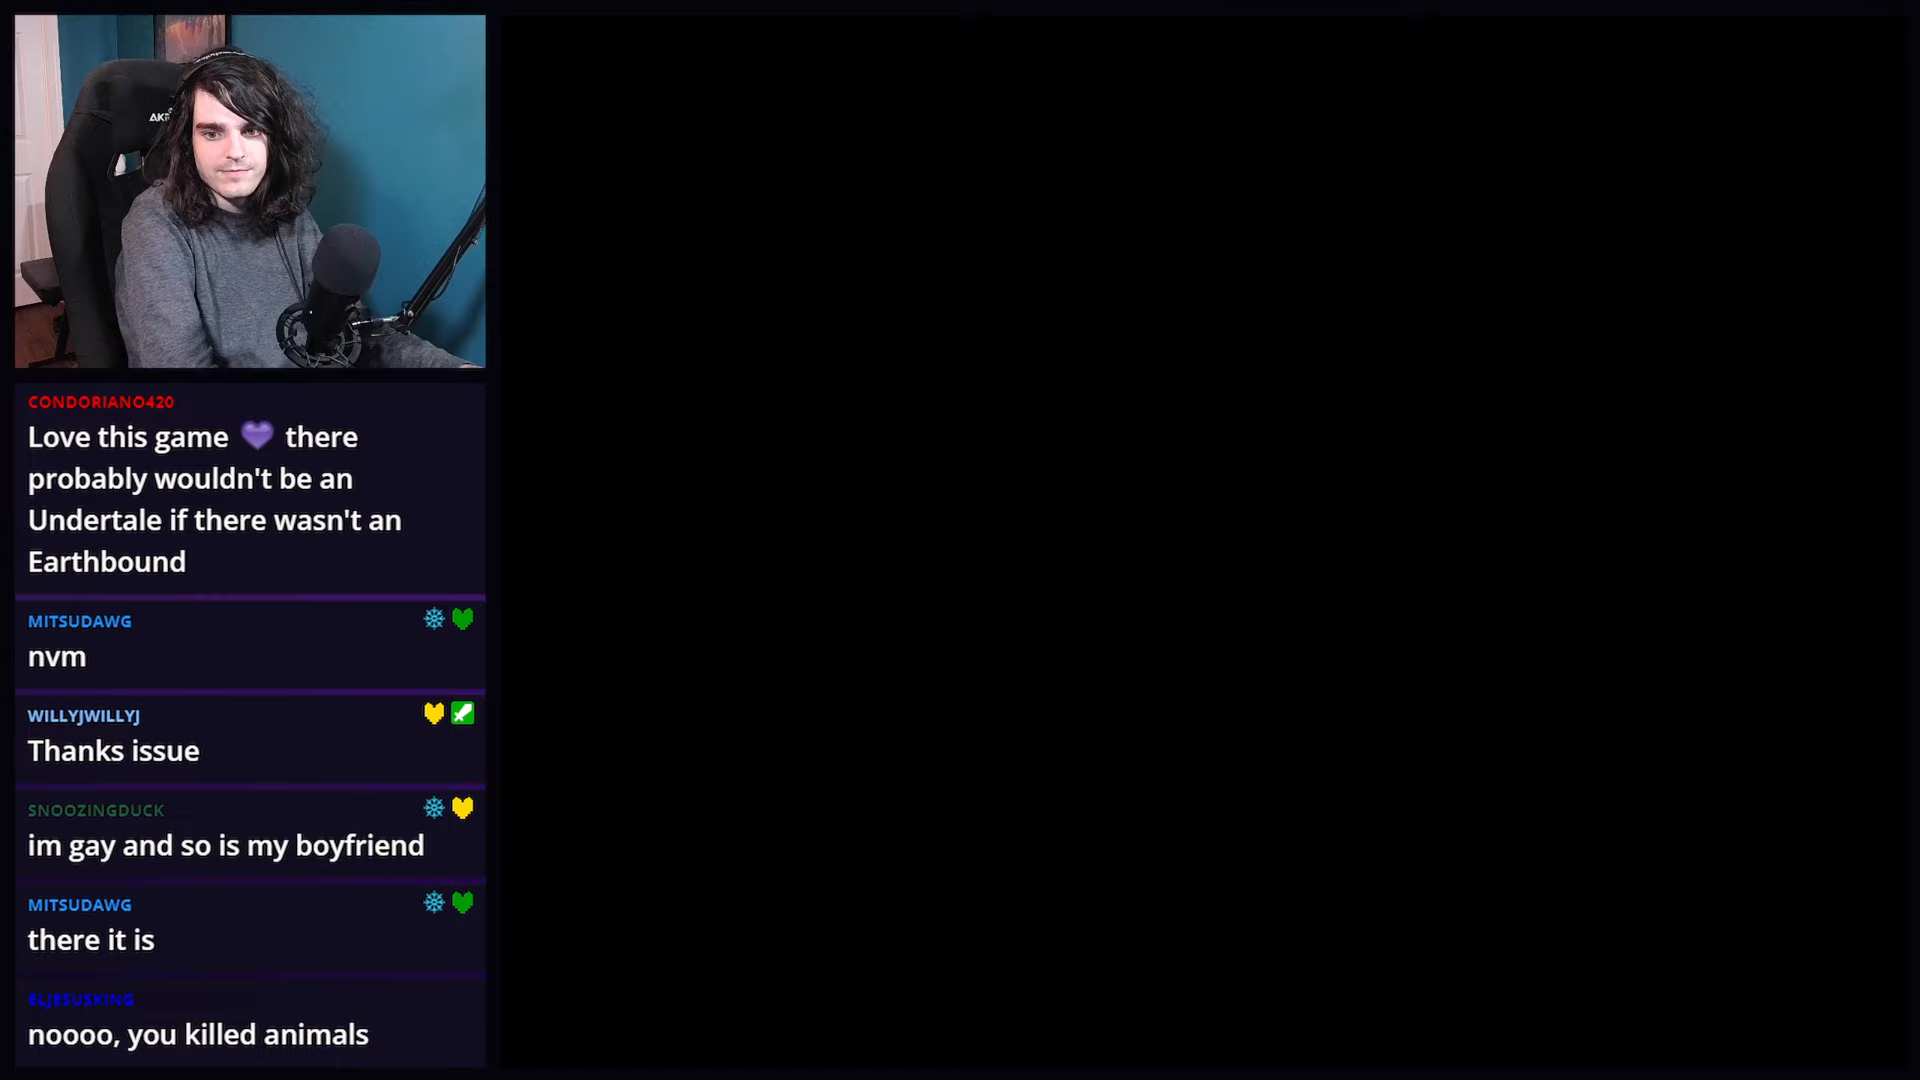 AKR
CONDORIANO420
Love this game 💜 there
probably wouldn't be an
Undertale if there wasn't an
Earthbound
MITSUDAWG
nvm
WILLYJWILLYJ
Thanks issue
SNOOZINGDUCK
im gay and so is my boyfriend
MITSUDAWG
there it is
ELJESUSKING
noooo, you killed animals